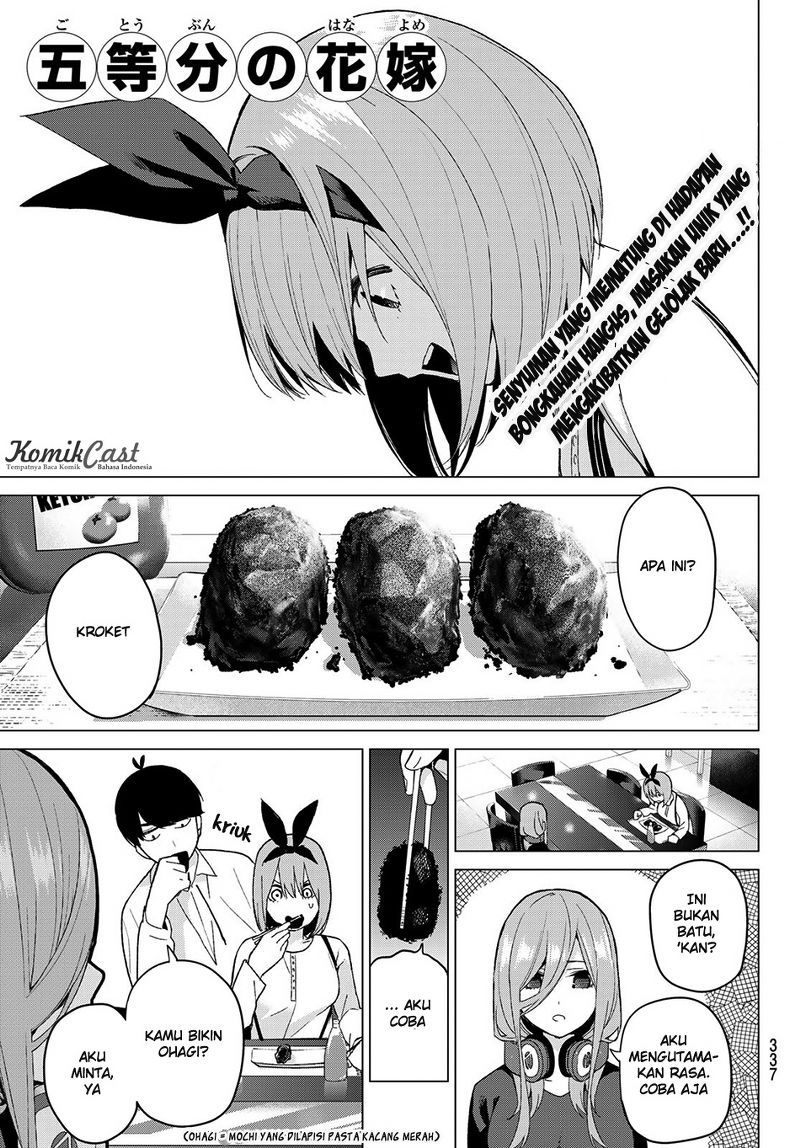 ご とう ぶん はな よめ
五等分の花嫁
SENYUMAN YANG MEMATUNG DI HADAPAN
BONGKAHAN HANGUS, MASAKAN UNIK YANG
MENGAKIBATKAN GEJOLAK BARU....!!
KomikCast
Tempatnya Baca Komik Bahasa Indonesia
APA INI?
KROKET
INI
BUKAN
BATU,
'KAN?
AKU
MENGUTAMA-
KAN RASA.
COBA AJA
... AKU
COBA
kriuk
KAMU BIKIN
OHAGI?
AKU
MINTA,
YA
(OHAGI = MOCHI YANG DILAPISI PASTA KACANG MERAH)
337